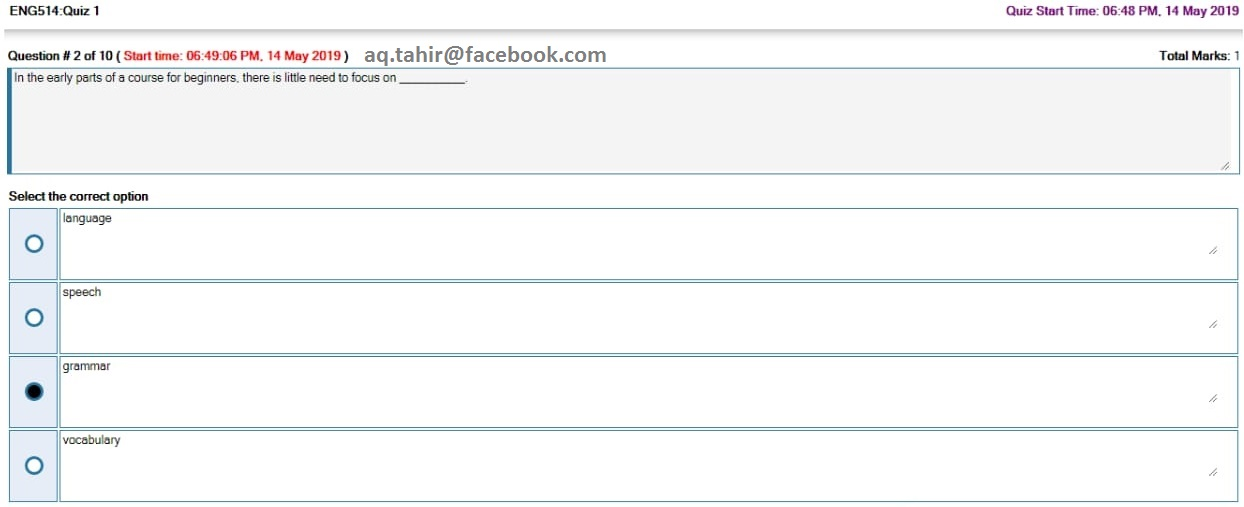 ENG514:Quiz 1 Quiz Start Time: 06:48 PM, 14 May 2019
Question # 2 of 10 ( Start time: 06:49:06 PM, 14 May 2019 ) aq.tahir@facebook.com Total Marks: 1
In the early parts of a course for beginners, there is little need to focus on __________.
Select the correct option
language
speech
grammar
vocabulary